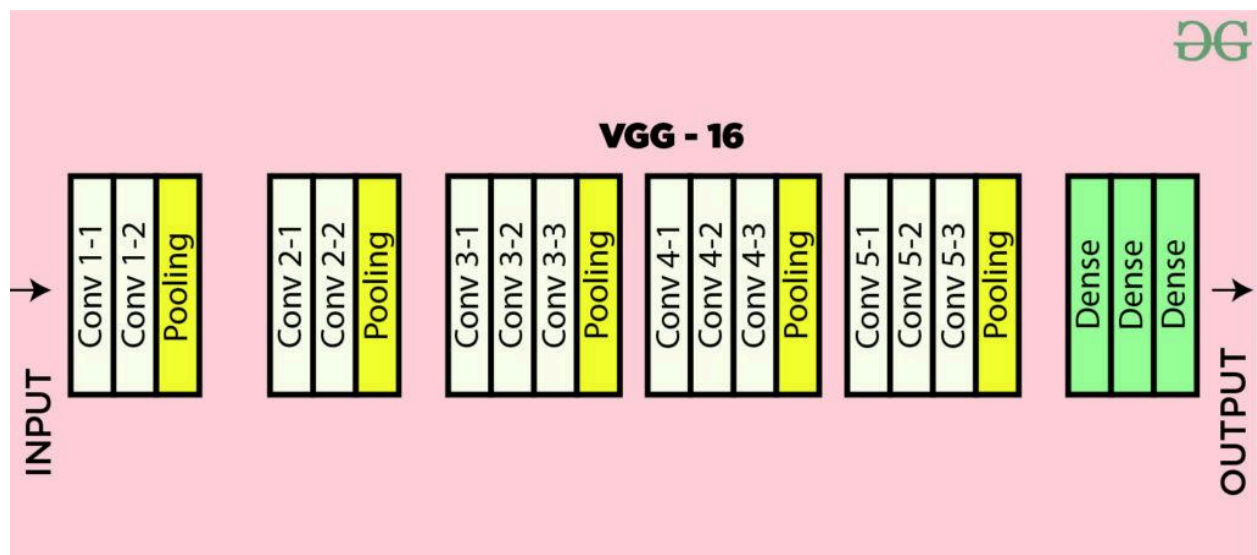 VGG - 16
INPUT
Conv 1-1
Conv 1-2
Pooling
Conv 2-1
Conv 2-2
Pooling
Conv 3-1
Conv 3-2
Conv 3-3
Pooling
Conv 4-1
Conv 4-2
Conv 4-3
Pooling
Conv 5-1
Conv 5-2
Conv 5-3
Pooling
Dense
Dense
Dense
OUTPUT